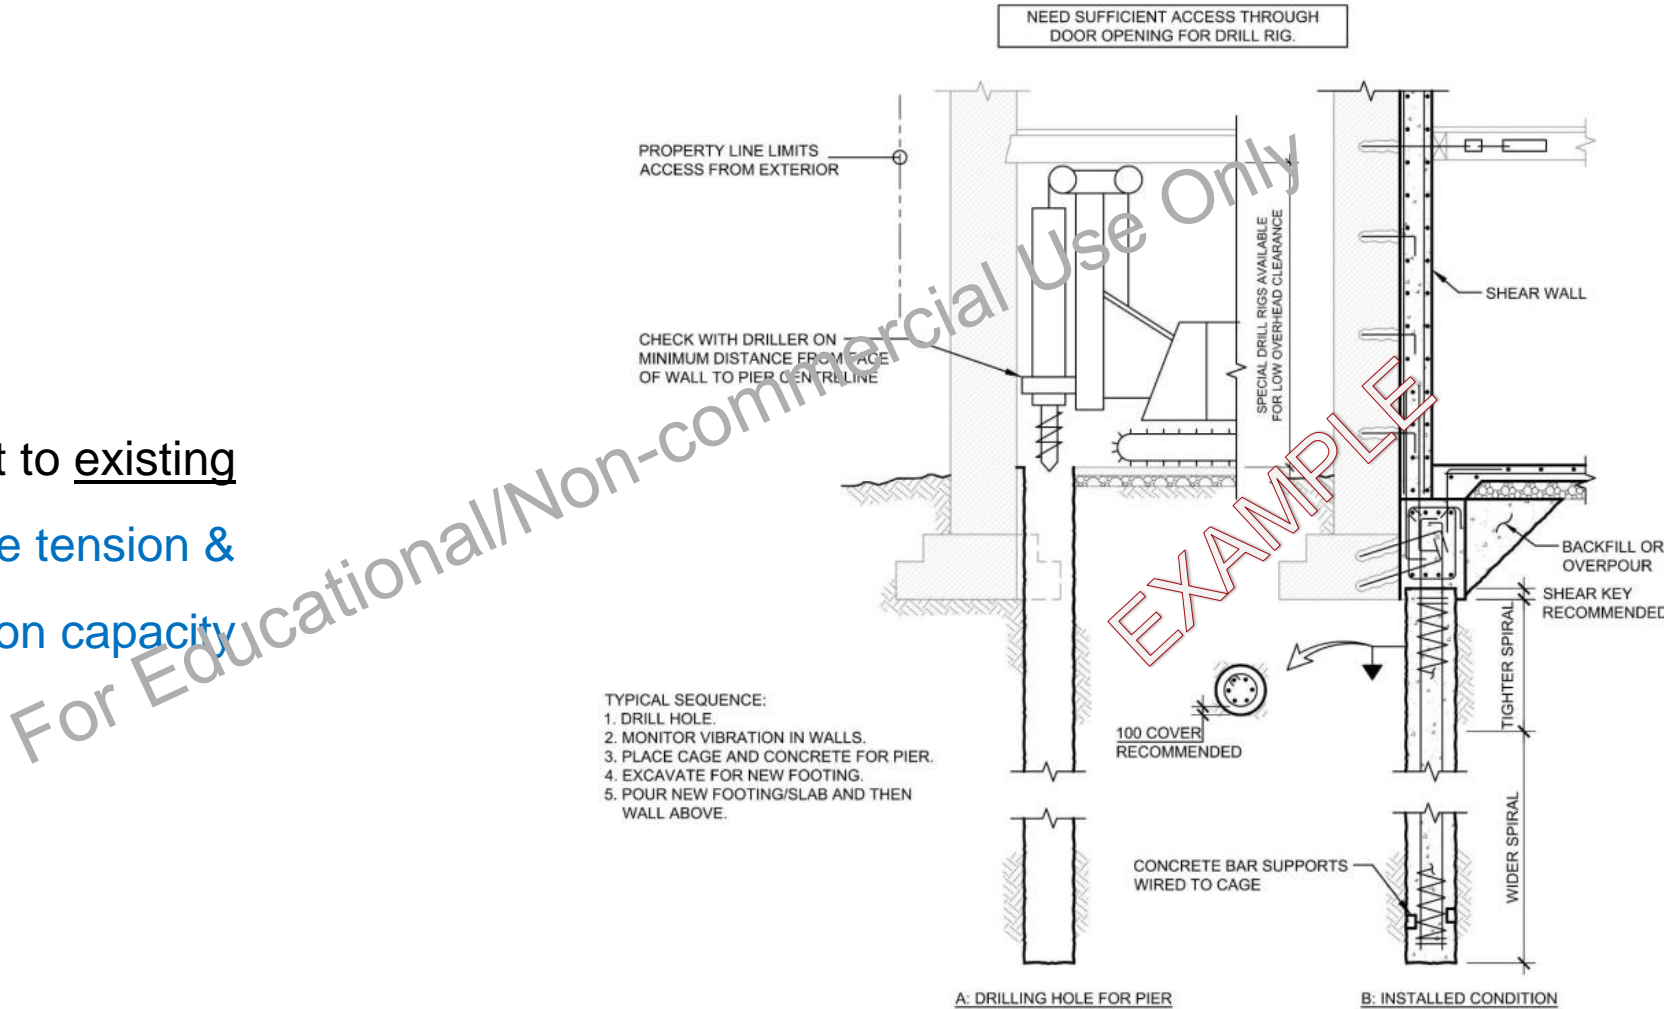 NEED SUFFICIENT ACCESS THROUGH
DOOR OPENING FOR DRILL RIG.
PROPERTY LINE LIMITS
ACCESS FROM EXTERIOR
SPECIAL DRILL RIGS AVAILABLE
FOR LOW OVERHEAD CLEARANCE
SHEAR WALL
CHECK WITH DRILLER ON
MINIMUM DISTANCE FROM FACE
OF WALL TO PIER CENTRELINE
t to existing
e tension &
on capacity
For Educational/Non-commercial Use Only
EXAMPLE
BACKFILL OR
OVERPOUR
SHEAR KEY
RECOMMENDED
TIGHTER SPIRAL
TYPICAL SEQUENCE:
1. DRILL HOLE.
2. MONITOR VIBRATION IN WALLS.
3. PLACE CAGE AND CONCRETE FOR PIER.
4. EXCAVATE FOR NEW FOOTING.
5. POUR NEW FOOTING/SLAB AND THEN
WALL ABOVE.
100 COVER
RECOMMENDED
WIDER SPIRAL
CONCRETE BAR SUPPORTS
WIRED TO CAGE
A: DRILLING HOLE FOR PIER
B: INSTALLED CONDITION